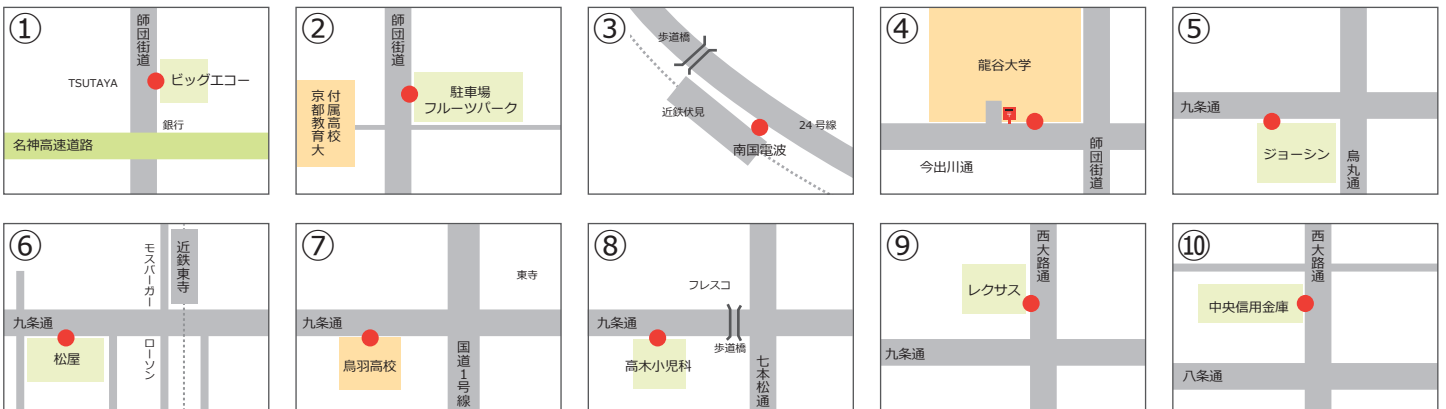 ①
師団街道
TSUTAYA
ビッグエコー
銀行
名神高速道路
②
師団街道
京都教育大
付属高校
駐車場
フルーツパーク
③
歩道橋
近鉄伏見
24号線
南国電波
④
龍谷大学
〒
今出川通
師団街道
⑤
九条通
ジョーシン
烏丸通
⑥
モスバーガー
近鉄東寺
九条通
松屋
ローソン
⑦
東寺
九条通
鳥羽高校
国道1号線
⑧
フレスコ
九条通
歩道橋
高木小児科
七本松通
⑨
西大路通
レクサス
九条通
⑩
西大路通
中央信用金庫
八条通